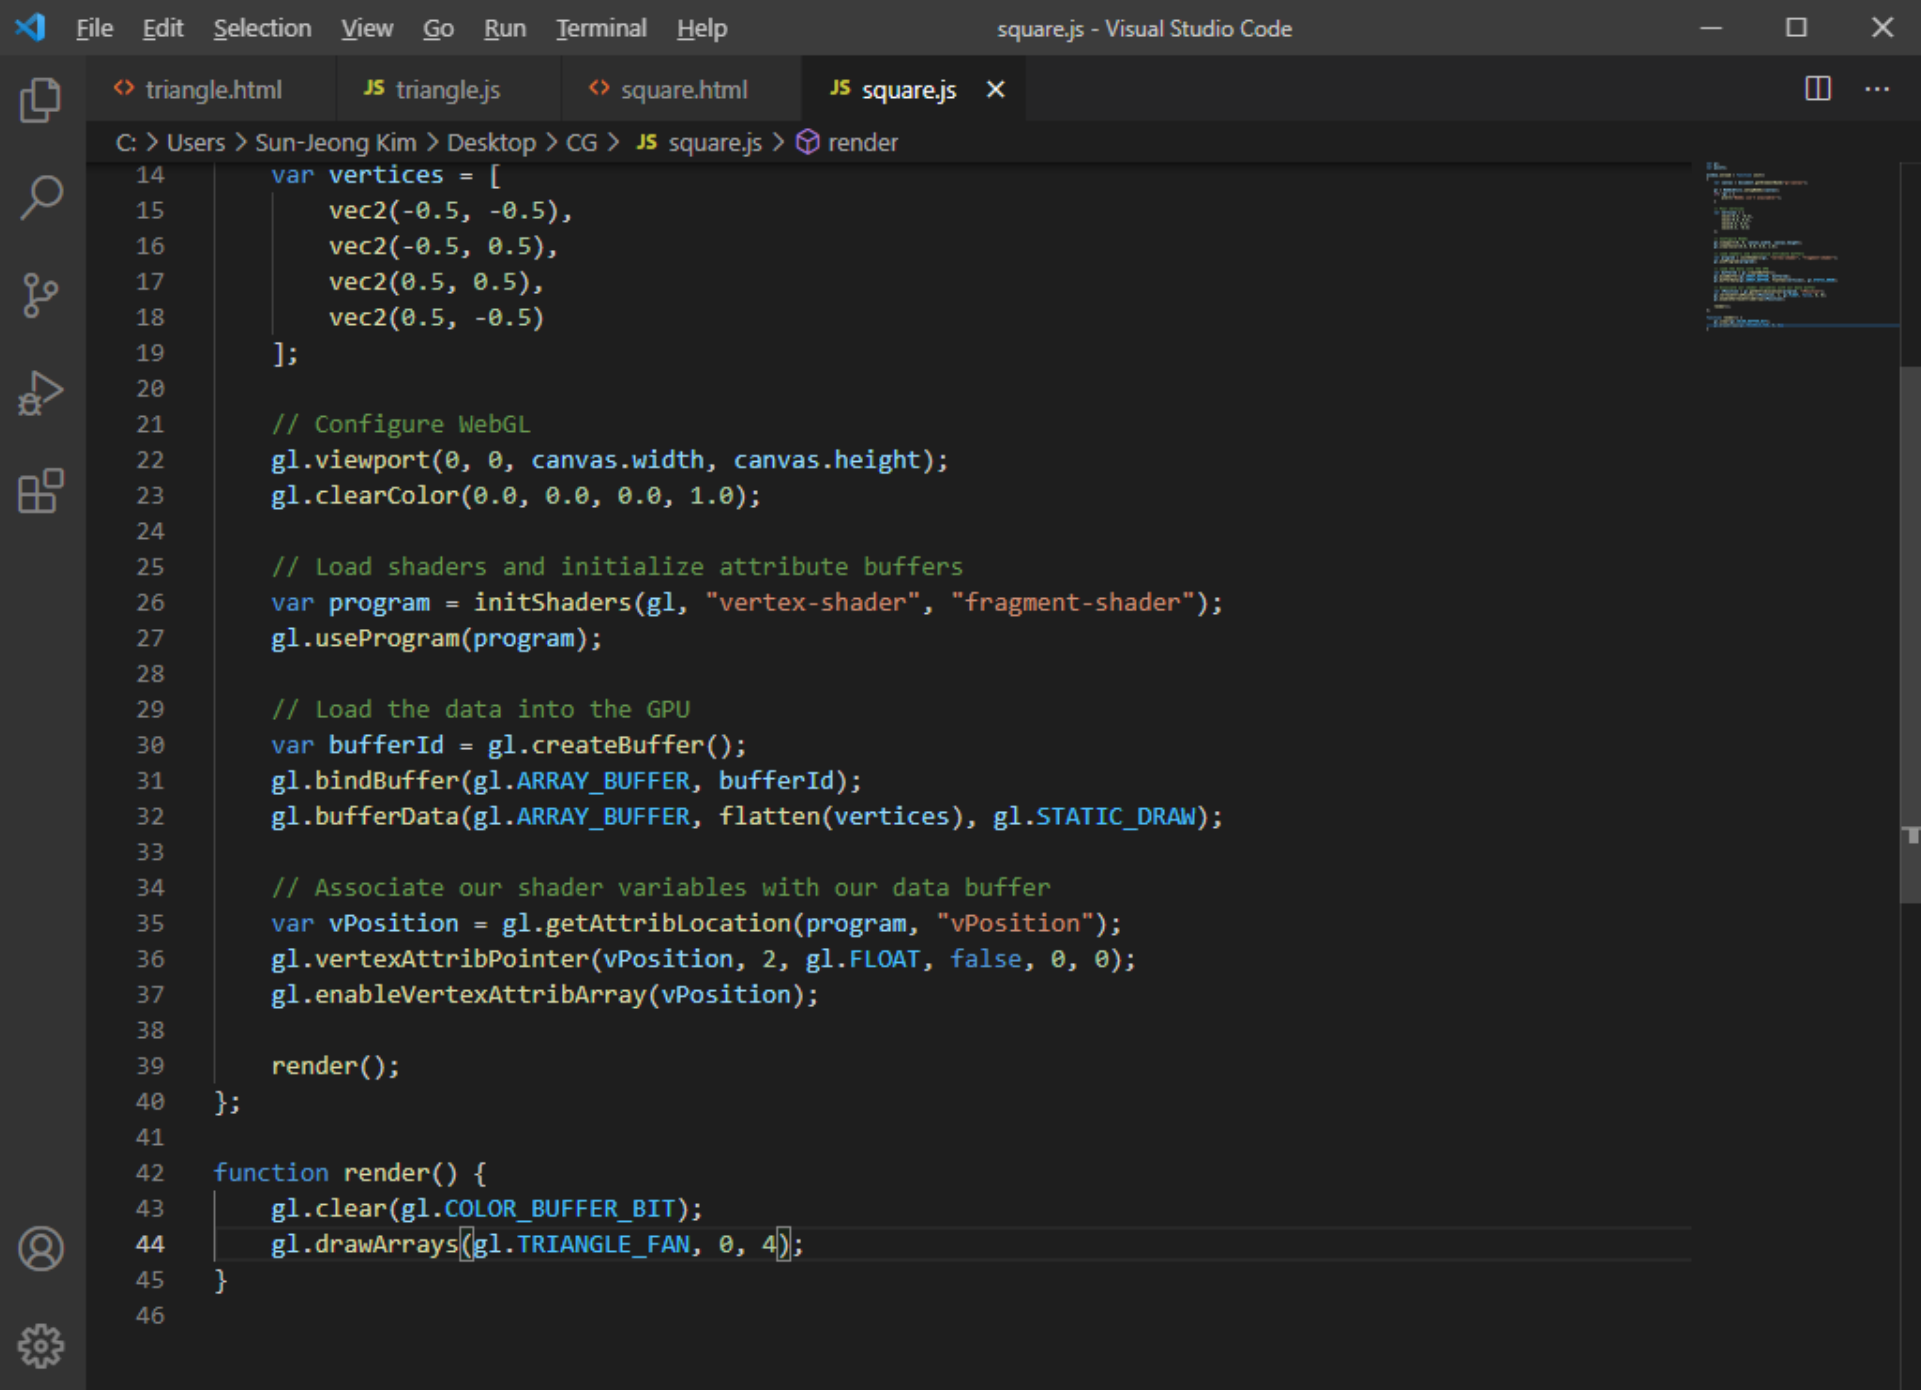 File Edit Selection View Go Run Terminal Help square.js - Visual Studio Code
triangle.html JS triangle.js square.html JS square.js
C: > Users > Sun-Jeong Kim > Desktop > CG > JS square.js > render
14 var vertices = [
15 vec2(-0.5, -0.5),
16 vec2(-0.5, 0.5),
17 vec2(0.5, 0.5),
18 vec2(0.5, -0.5)
19 ];
20
21 // Configure WebGL
22 gl.viewport(0, 0, canvas.width, canvas.height);
23 gl.clearColor(0.0, 0.0, 0.0, 1.0);
24
25 // Load shaders and initialize attribute buffers
26 var program = initShaders(gl, "vertex-shader", "fragment-shader");
27 gl.useProgram(program);
28
29 // Load the data into the GPU
30 var bufferId = gl.createBuffer();
31 gl.bindBuffer(gl.ARRAY_BUFFER, bufferId);
32 gl.bufferData(gl.ARRAY_BUFFER, flatten(vertices), gl.STATIC_DRAW);
33
34 // Associate our shader variables with our data buffer
35 var vPosition = gl.getAttribLocation(program, "vPosition");
36 gl.vertexAttribPointer(vPosition, 2, gl.FLOAT, false, 0, 0);
37 gl.enableVertexAttribArray(vPosition);
38
39 render();
40 };
41
42 function render() {
43 gl.clear(gl.COLOR_BUFFER_BIT);
44 gl.drawArrays(gl.TRIANGLE_FAN, 0, 4);
45 }
46